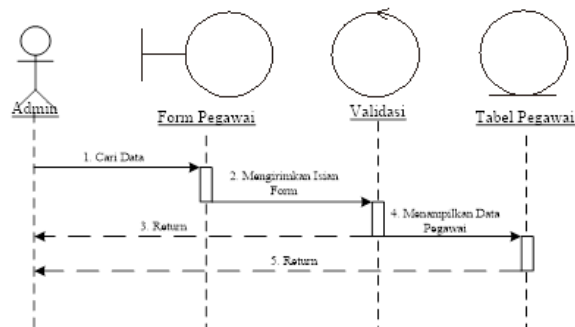 Admin
Form Pegawai
Validasi
Tabel Pegawai
1. Cari Data
2. Mengirimkan Isian
Form
3. Return
4. Menampilkan Data
Pegawai
5. Return